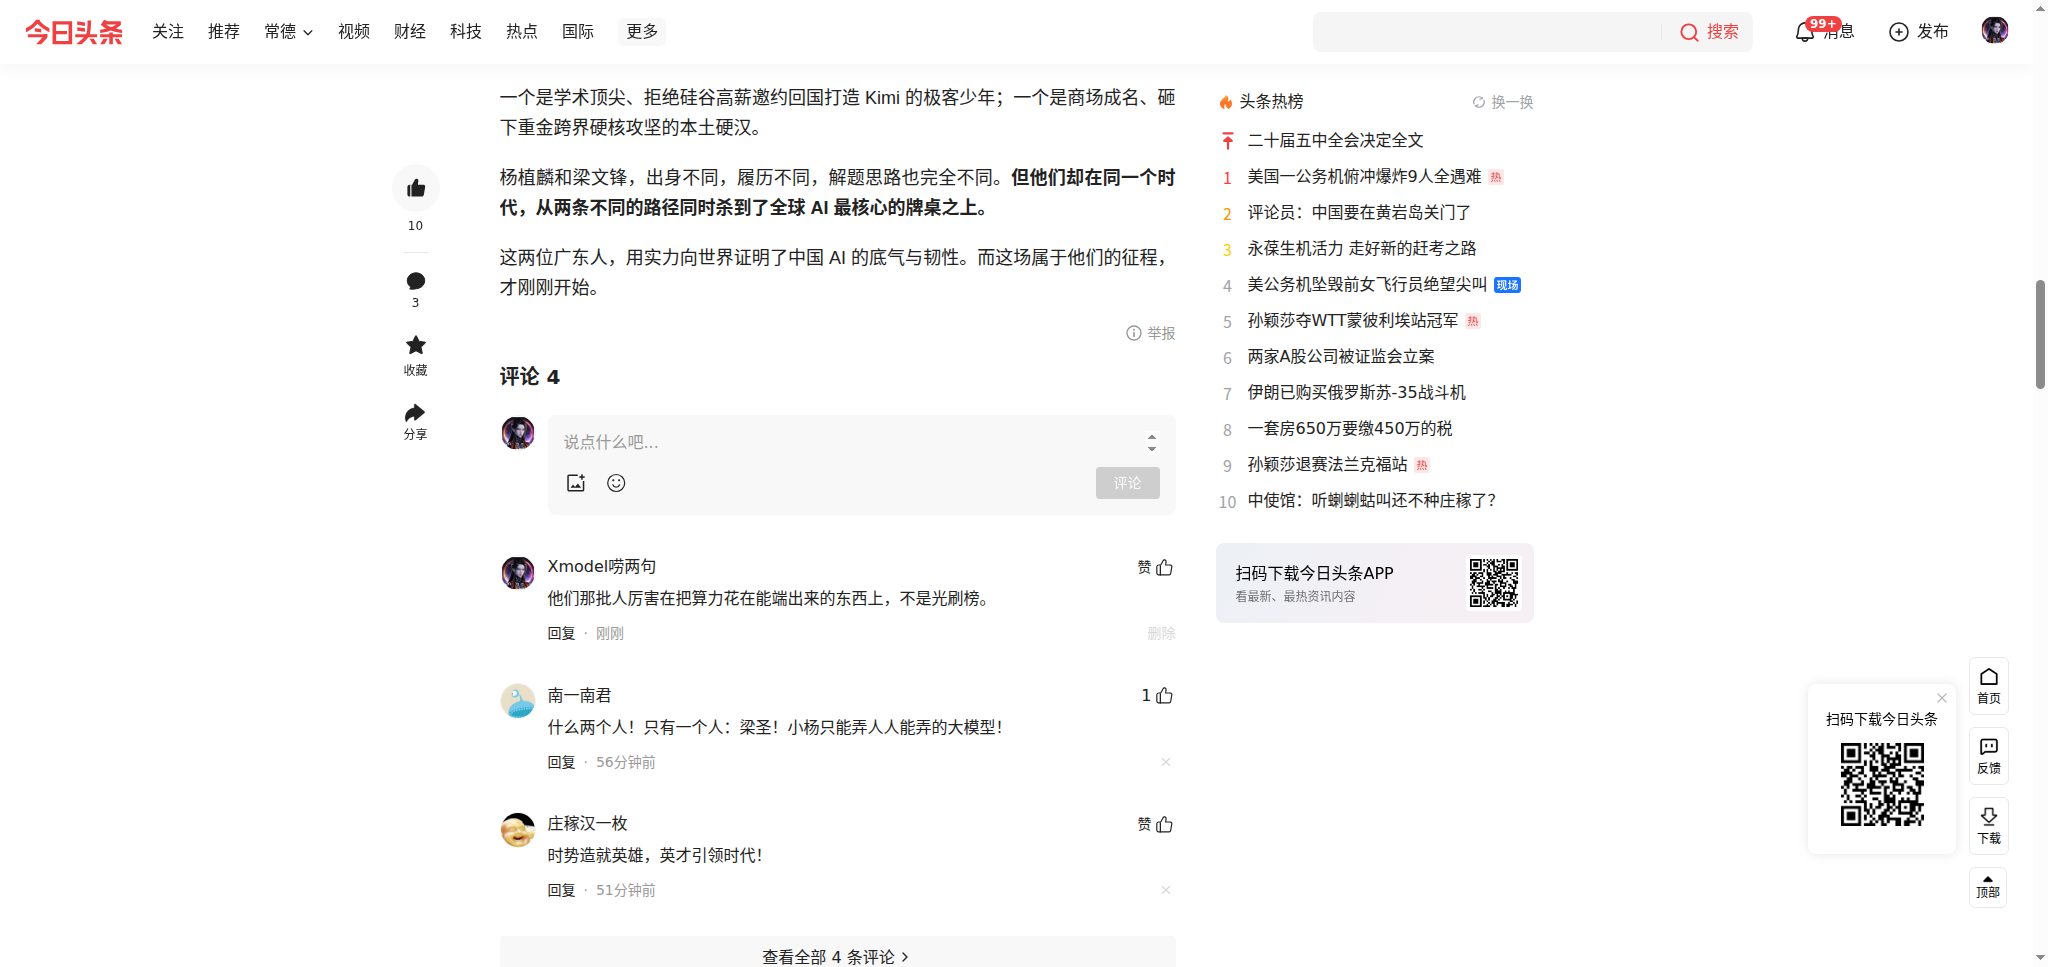 今日头条
关注 推荐 常德 视频 财经 科技 热点 国际 更多
搜索
99+
消息
发布
一个是学术顶尖、拒绝硅谷高薪邀约回国打造 Kimi 的极客少年；一个是商场成名、砸
下重金跨界硬核攻坚的本土硬汉。
杨植麟和梁文锋，出身不同，履历不同，解题思路也完全不同。但他们却在同一个时
代，从两条不同的路径同时杀到了全球 AI 最核心的牌桌之上。
这两位广东人，用实力向世界证明了中国 AI 的底气与韧性。而这场属于他们的征程，
才刚刚开始。
10
3
收藏
分享
举报
评论 4
说点什么吧...
评论
Xmodel唠两句
赞
他们那批人厉害在把算力花在能端出来的东西上，不是光刷榜。
回复 · 刚刚
删除
南一南君
1
什么两个人！只有一个人：梁圣！小杨只能弄人人能弄的大模型！
回复 · 56分钟前
庄稼汉一枚
赞
时势造就英雄，英才引领时代！
回复 · 51分钟前
查看全部 4 条评论
头条热榜
换一换
二十届五中全会决定全文
1 美国一公务机俯冲爆炸9人全遇难 热
2 评论员：中国要在黄岩岛关门了
3 永葆生机活力 走好新的赶考之路
4 美公务机坠毁前女飞行员绝望尖叫 现场
5 孙颖莎夺WTT蒙彼利埃站冠军 热
6 两家A股公司被证监会立案
7 伊朗已购买俄罗斯苏-35战斗机
8 一套房650万要缴450万的税
9 孙颖莎退赛法兰克福站 热
10 中使馆：听蝲蝲蛄叫还不种庄稼了？
扫码下载今日头条APP
看最新、最热资讯内容
扫码下载今日头条
首页
反馈
下载
顶部